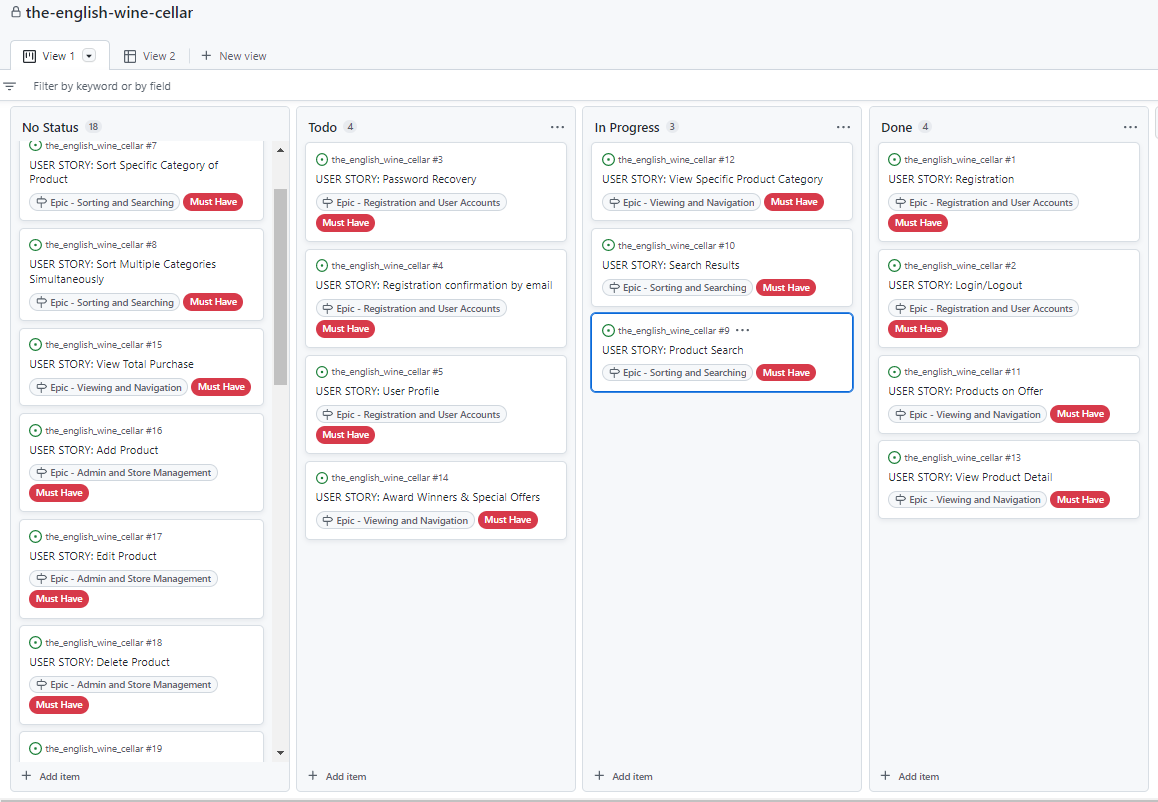 the-english-wine-cellar
View 1
View 2
New view
Filter by keyword or by field
No Status 18
the_english_wine_cellar #7
USER STORY: Sort Specific Category of
Product
Epic - Sorting and Searching
Must Have
the_english_wine_cellar #8
USER STORY: Sort Multiple Categories
Simultaneously
Epic - Sorting and Searching
Must Have
the_english_wine_cellar #15
USER STORY: View Total Purchase
Epic - Viewing and Navigation
Must Have
the_english_wine_cellar #16
USER STORY: Add Product
Epic - Admin and Store Management
Must Have
the_english_wine_cellar #17
USER STORY: Edit Product
Epic - Admin and Store Management
Must Have
the_english_wine_cellar #18
USER STORY: Delete Product
Epic - Admin and Store Management
Must Have
the_english_wine_cellar #19
+ Add item
Todo 4
the_english_wine_cellar #3
USER STORY: Password Recovery
Epic - Registration and User Accounts
Must Have
the_english_wine_cellar #4
USER STORY: Registration confirmation by email
Epic - Registration and User Accounts
Must Have
the_english_wine_cellar #5
USER STORY: User Profile
Epic - Registration and User Accounts
Must Have
the_english_wine_cellar #14
USER STORY: Award Winners & Special Offers
Epic - Viewing and Navigation
Must Have
+ Add item
In Progress 3
the_english_wine_cellar #12
USER STORY: View Specific Product Category
Epic - Viewing and Navigation
Must Have
the_english_wine_cellar #10
USER STORY: Search Results
Epic - Sorting and Searching
Must Have
the_english_wine_cellar #9
USER STORY: Product Search
Epic - Sorting and Searching
Must Have
+ Add item
Done 4
the_english_wine_cellar #1
USER STORY: Registration
Epic - Registration and User Accounts
Must Have
the_english_wine_cellar #2
USER STORY: Login/Logout
Epic - Registration and User Accounts
Must Have
the_english_wine_cellar #11
USER STORY: Products on Offer
Epic - Viewing and Navigation
Must Have
the_english_wine_cellar #13
USER STORY: View Product Detail
Epic - Viewing and Navigation
Must Have
+ Add item